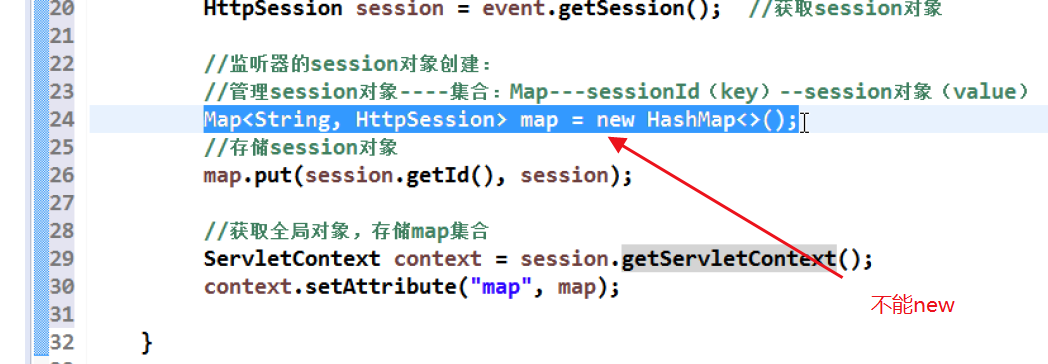 20 HttpSession session = event.getSession(); //获取session对象
21
22 //监听器的session对象创建：
23 //管理session对象----集合：Map---sessionId（key）--session对象（value）
24 Map<String, HttpSession> map = new HashMap<>();
25 //存储session对象
26 map.put(session.getId(), session);
27
28 //获取全局对象，存储map集合
29 ServletContext context = session.getServletContext();
30 context.setAttribute("map", map);
不能new
31
32 }